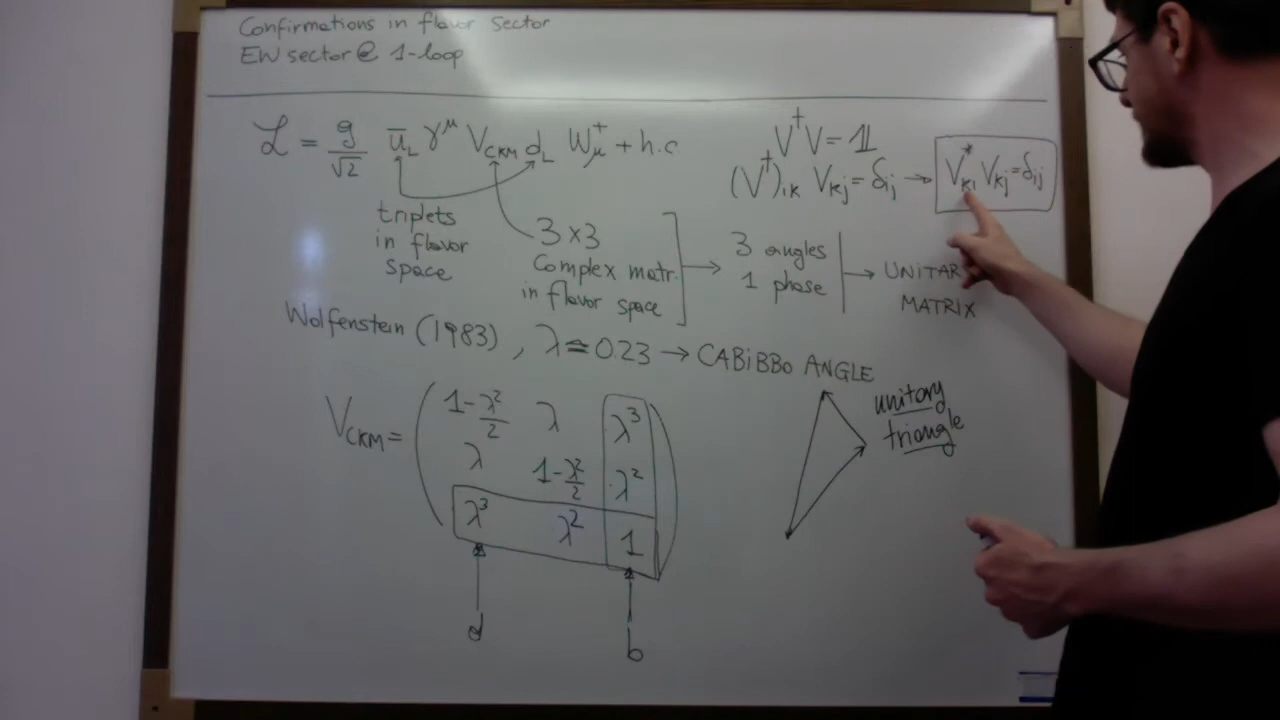 Confirmations in flavor sector
EW sector @ 1-loop
ℒ = g/√2 ū_L γ^μ V_CKM d_L W_μ^+ + h.c
triplets
in flavor
space
3×3
Complex matr.
in flavor space
3 angles
1 phase
V†V = 𝟙
(V†)_ik V_kj = δ_ij → V*_ki V_kj = δ_ij
UNITAR
MATRIX
Wolfenstein (1983), λ ≃ 0.23 → CABIBBO ANGLE
V_CKM =
1-λ²/2 λ λ³
λ 1-λ²/2 λ²
λ³ λ² 1
d
b
unitary
triangle